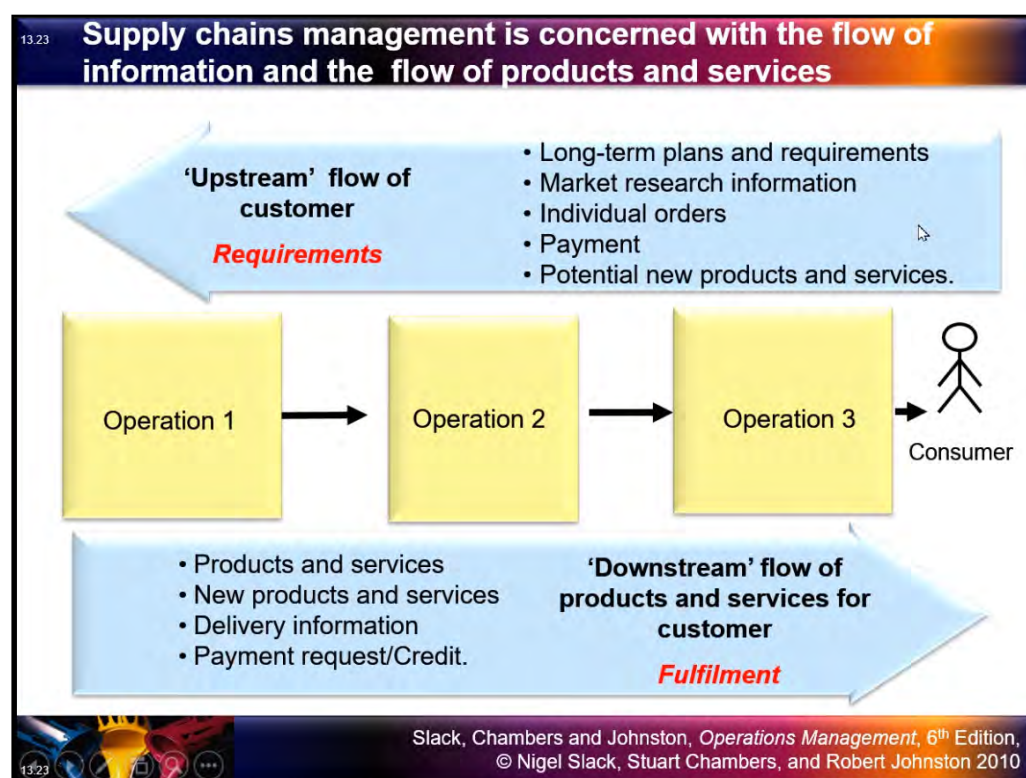 13.23
Supply chains management is concerned with the flow of
information and the flow of products and services
‘Upstream’ flow of
customer
Requirements
• Long-term plans and requirements
• Market research information
• Individual orders
• Payment
• Potential new products and services.
Operation 1
Operation 2
Operation 3
Consumer
• Products and services
• New products and services
• Delivery information
• Payment request/Credit.
‘Downstream’ flow of
products and services for
customer
Fulfilment
Slack, Chambers and Johnston, Operations Management, 6th Edition,
© Nigel Slack, Stuart Chambers, and Robert Johnston 2010
13.23